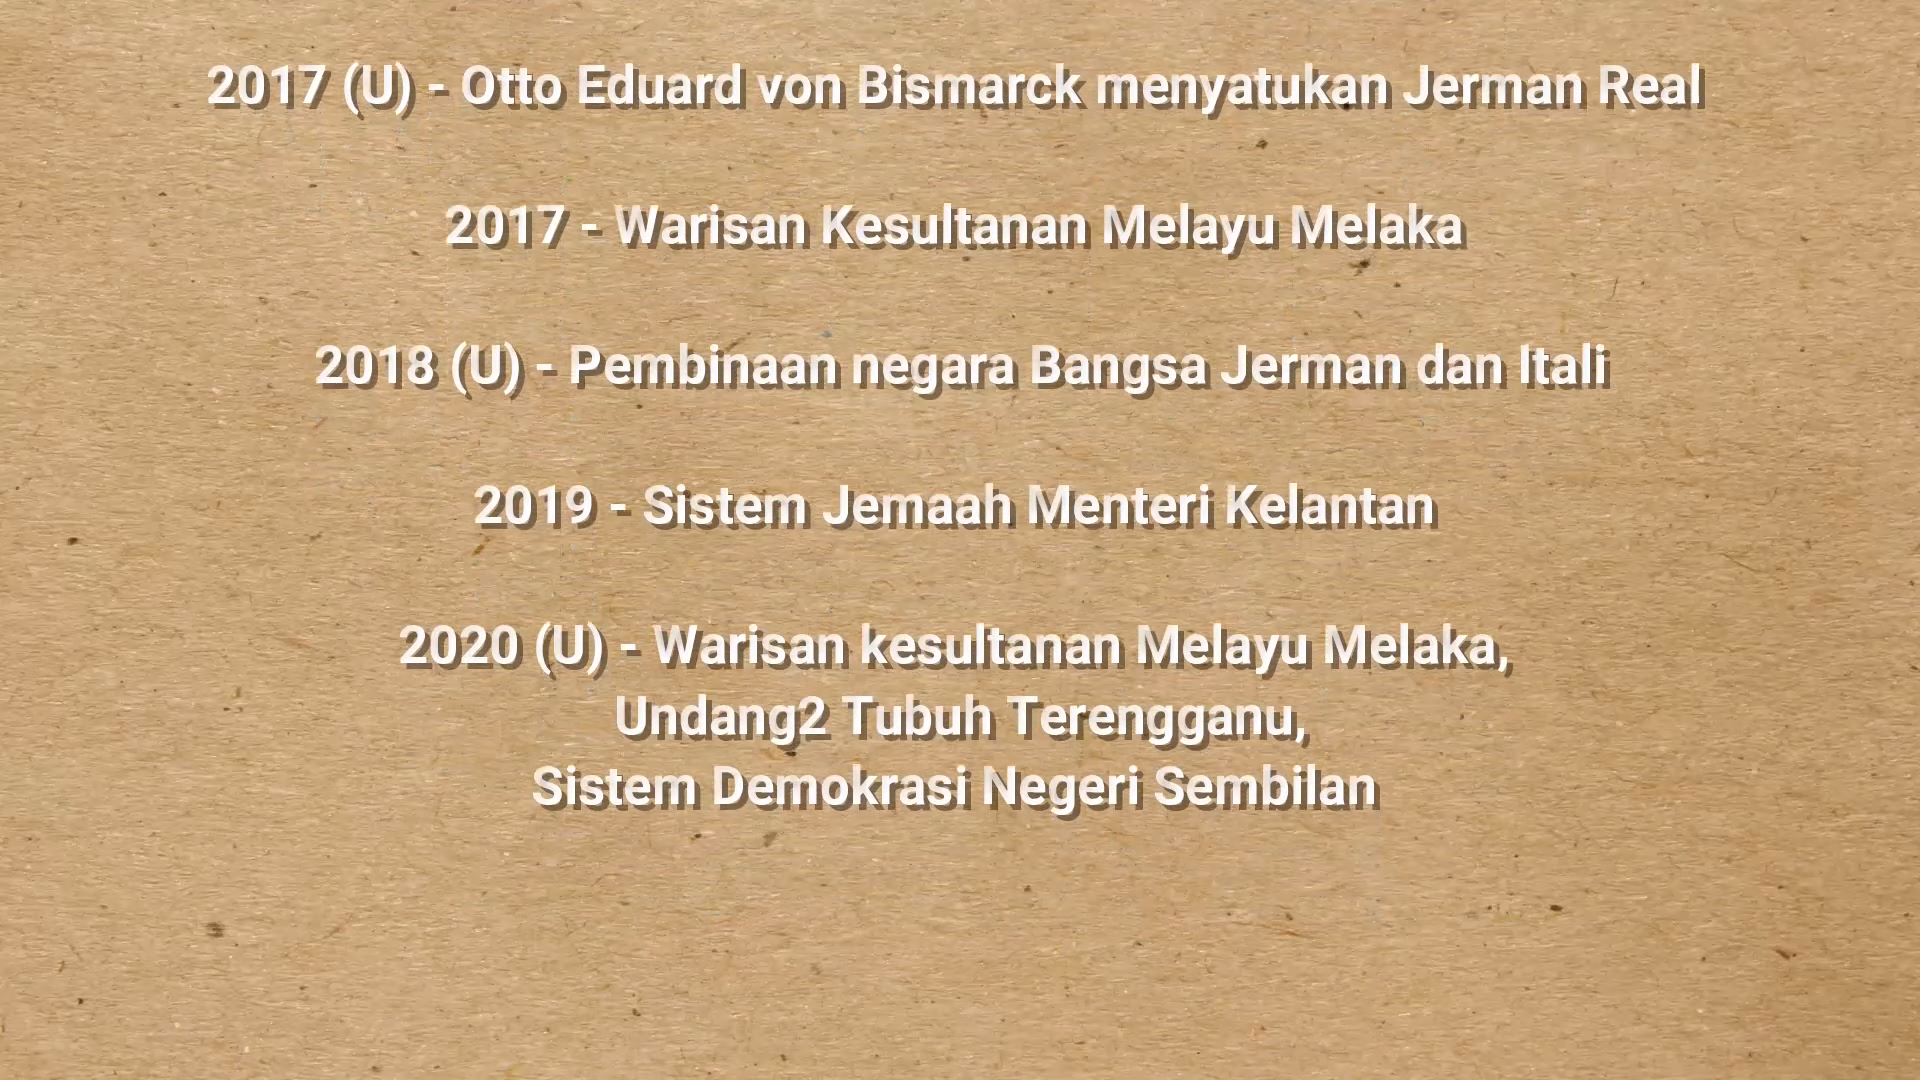 2017 (U) - Otto Eduard von Bismarck menyatukan Jerman Real
2017 - Warisan Kesultanan Melayu Melaka
2018 (U) - Pembinaan negara Bangsa Jerman dan Itali
2019 - Sistem Jemaah Menteri Kelantan
2020 (U) - Warisan kesultanan Melayu Melaka,
Undang2 Tubuh Terengganu,
Sistem Demokrasi Negeri Sembilan